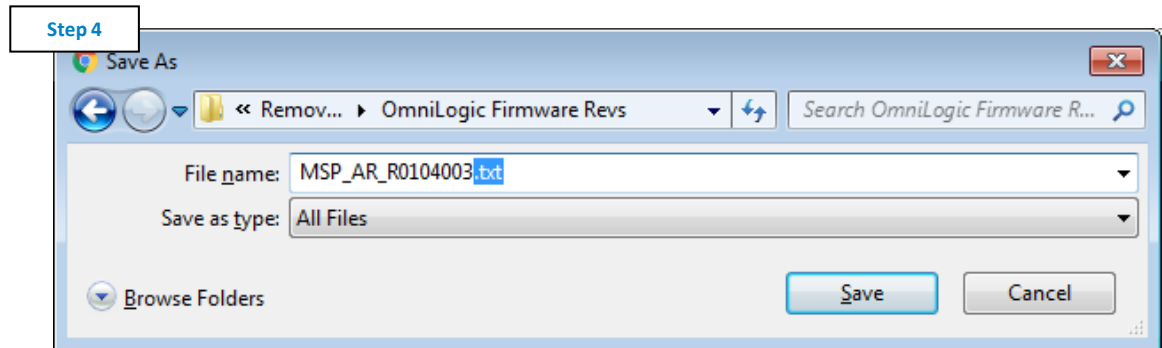 Step 4
Save As
« Remov... ▸ OmniLogic Firmware Revs
Search OmniLogic Firmware R...
File name: MSP_AR_R0104003.txt
Save as type: All Files
Browse Folders
Save
Cancel